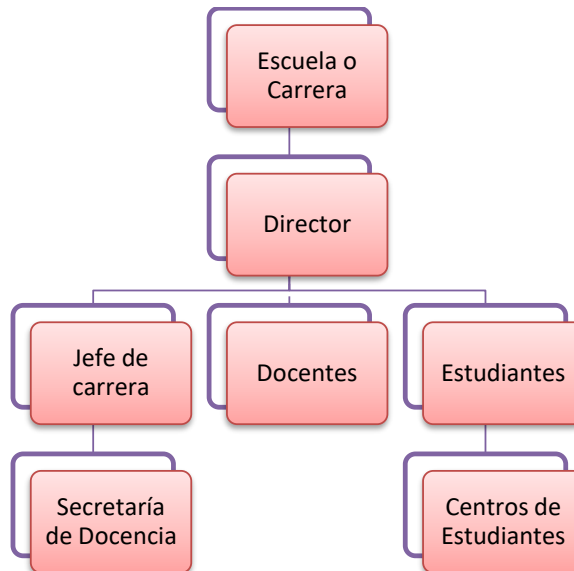 Escuela o
Carrera
Director
Jefe de
carrera
Docentes
Estudiantes
Secretaría
de Docencia
Centros de
Estudiantes